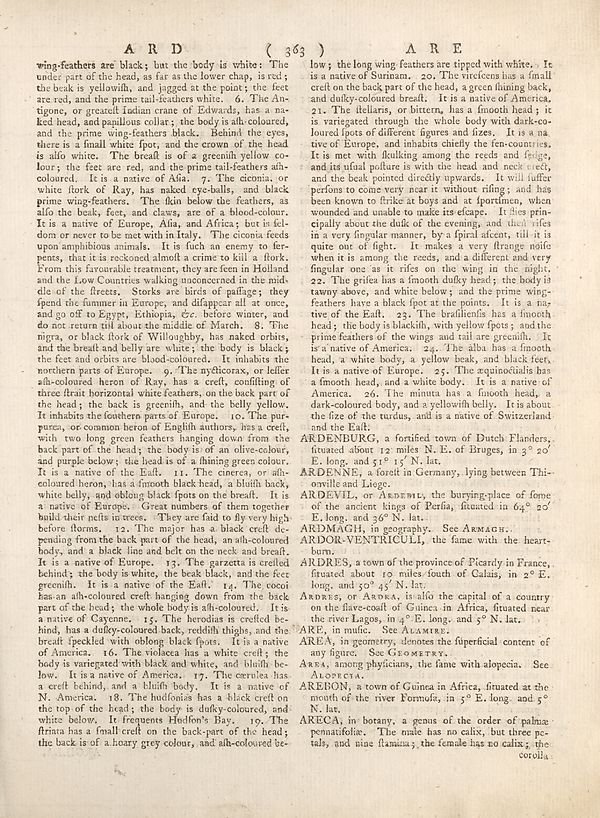 A R D ( 363 ) A R E
wing-feathers are black; but the body is white: The
under part of the head, as far as the lower chap, is red;
the beak is yellowiſh, and jagged at the point; the feet
are red, and the prime tail-feathers white. 6. The An-
tigone, or greateſt Indian crane of Edwards, has a na-
ked head, and papillous collar; the body is aſh-coloured,
and the prime wing-feathers black. Behind the eyes,
there is a ſmall white ſpot, and the crown of the head
is alſo white. The breaſt is of a greeniſh yellow co-
lour; the feet are red, and the prime tail-feathers aſh-
coloured. It is a native of Aſia. 7. The ciconia, or
white ſtork of Ray, has naked eye-balls, and black
prime wing-feathers. The ſkin below the feathers, as
alſo the beak, feet, and claws, are of a blood-colour.
It is a native of Europe, Aſia, and Africa; but is ſel-
dom or never to be met with in Italy. The ciconia feeds
upon amphibious animals. It is ſuch an enemy to ſer-
pents, that it is reckoned almoſt a crime to kill a ſtork.
From this favourable treatment, they are ſeen in Holland
and the Low Countries walking unconcerned in the mid-
dle of the ſtreets. Storks are birds of paſſage; they
ſpend the ſummer in Europe, and diſappear all at once,
and go off to Egypt, Ethiopia, &c. before winter, and
do not return till about the middle of March. 8. The
nigra, or black ſtork of Willoughby, has naked orbits,
and the breaſt and belly are white; the body is black;
the feet and orbits are blood-coloured. It inhabits the
northern parts of Europe. 9. The nycticorax, or leſſer
aſh-coloured heron of Ray, has a creſt, conſiſting of
three ſtrait horizontal white feathers, on the back part of
the head; the back is greeniſh, and the belly yellow.
It inhabits the ſouthern parts of Europe. 10. The pur-
purea, or common heron of Engliſh authors, has a creſt,
with two long green feathers hanging down from the
back part of the head; the body is of an olive-colour,
and purple below; the head is of a ſhining green colour.
It is a native of the Eaſt. 11. The cinerea, or aſh-
coloured heron, has a ſmooth black head, a bluiſh back,
white belly, and oblong black ſpots on the breaſt. It is
a native of Europe. Great numbers of them together
build their neſts in trees. They are ſaid to fly very high
before ſtorms. 12. The major has a black creſt de-
pending from the back part of the head, an aſh-coloured
body, and a black line and belt on the neck and breaſt.
It is a native of Europe. 13. The garzetta is creſted
behind; the body is white, the beak black, and the feet
greeniſh. It is a native of the Eaſt. 14. The cocoi
has an aſh-coloured creſt hanging down from the back
part of the head; the whole body is aſh-coloured. It is
a native of Cayenne. 15. The herodias is creſted be-
hind, has a duſky-coloured back, reddiſh thighs, and the
breaſt ſpeckled with oblong black ſpots. It is a native
of America. 16. The violacea has a white creſt; the
body is variegated with black and white, and bluiſh be-
low. It is a native of America. 17. The cœrulea has
a creſt behind, and a bluiſh body. It is a native of
N. America. 18. The hudſonias has a black creſt on
the top of the head; the body is duſky-coloured, and
white below. It frequents Hudſon's Bay. 19. The
ſtriata has a ſmall creſt on the back-part of the head;
the back is of a hoary grey colour, and aſh-coloured be-
low; the long wing feathers are tipped with white. It
is a native of Surinam. 20. The vireſcens has a ſmall
creſt on the back part of the head, a green ſhining back,
and duſky-coloured breaſt. It is a native of America.
21. The ſtellaris, or bittern, has a ſmooth head; it
is variegated through the whole body with dark-co-
loured ſpots of different figures and ſizes. It is a na
tive of Europe, and inhabits chiefly the fen-countries.
It is met with ſkulking among the reeds and ſedge,
and its uſual poſture is with the head and neck erect,
and the beak pointed directly upwards. It will ſuffer
perſons to come very near it without riſing; and has
been known to ſtrike at boys and at ſportſmen, when
wounded and unable to make its eſcape. It flies prin-
cipally about the duſk of the evening, and then riſes
in a very ſingular manner, by a ſpiral aſcent, till it is
quite out of ſight. It makes a very ſtrange noiſe
when it is among the reeds, and a different and very
ſingular one as it riſes on the wing in the night.
22. The griſea has a ſmooth duſky head; the body is
tawny above, and white below; and the prime wing-
feathers have a black ſpot at the points. It is a na-
tive of the Eaſt. 23. The braſilienſis has a ſmooth
head; the body is blackiſh, with yellow ſpots; and the
prime feathers of the wings and tail are greeniſh. It
is a native of America. 24. The alba has a ſmooth
head, a white body, a yellow beak, and black feet.
It is a native of Europe. 25. The æquinoctialis has
a ſmooth head, and a white body. It is a native of
America. 26. The minuta has a ſmooth head, a
dark-coloured body, and a yellowiſh belly. It is about
the ſize of the turdus, and is a native of Switzerland
and the Eaſt.
ARDENBURG, a fortified town of Dutch Flanders,
ſituated about 12 miles N. E. of Bruges, in 3° 20′
E. long. and 51° 15′ N. lat.
ARDENNE, a foreſt in Germany, lying between Thi-
onville and Liege.
ARDEVIL, or ARDEBIL, the burying-place of ſome
of the ancient kings of Perſia, ſituated in 64° 20′
E. long. and 36° N. lat.
ARDMAGH, in geography. See ARMAGH.
ARDOR-VENTRICULI, the ſame with the heart-
burn.
ARDRES, a town of the province of Picardy in France,
ſituated about 10 miles ſouth of Calais, in 2° E.
long. and 50° 45′ N. lat.
ARDRES, or ARDRA, is alſo the capital of a country
on the ſlave-coaſt of Guinea in Africa, ſituated near
the river Lagos, in 4° E. long. and 5° N. lat.
ARE, in muſic. See ALAMIRE.
AREA, in geometry, denotes the ſuperficial content of
any figure. See GEOMETRY.
AREA, among phyſicians, the ſame with alopecia. See
ALOPECIA.
AREBON, a town of Guinea in Africa, ſituated at the
mouth of the river Formoſa, in 5° E. long. and 5°
N. lat.
ARECA, in botany, a genus of the order of palmæ
pennatifoliæ. The male has no calix, but three pe-
tals, and nine ſtamina; the female has no calix; the
corolla